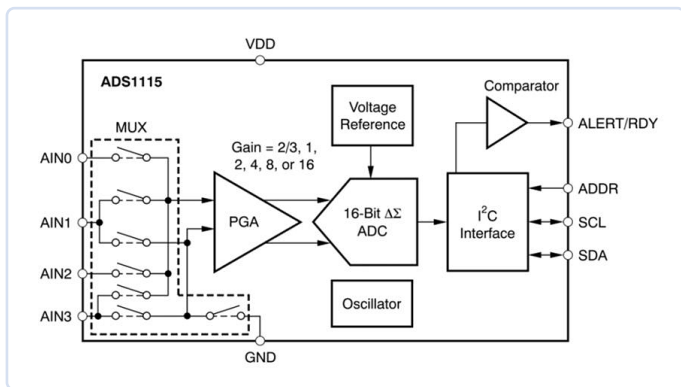 VDD
ADS1115
MUX
Gain = 2/3, 1,
2, 4, 8, or 16
Voltage
Reference
Comparator
ALERT/RDY
AIN0
AIN1
AIN2
AIN3
PGA
16-Bit ΔΣ
ADC
I²C
Interface
ADDR
SCL
SDA
Oscillator
GND